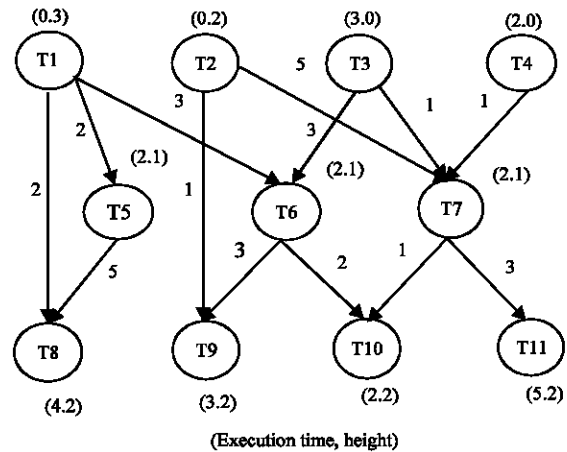 (0.3) (0.2) (3.0) (2.0)
T1 T2 5 T3 T4
3 1 1
2 3
(2.1) (2.1) (2.1)
2 T5 1 T6 T7
5 3 2 1 3
T8 T9 T10 T11
(4.2) (3.2) (2.2) (5.2)
(Execution time, height)